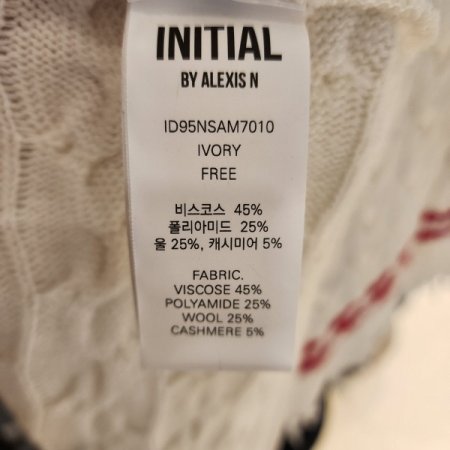 INITIAL
BY ALEXIS N
ID95NSAM7010
IVORY
FREE
비스코스 45%
폴리아미드 25%
울 25%, 캐시미어 5%
FABRIC.
VISCOSE 45%
POLYAMIDE 25%
WOOL 25%
CASHMERE 5%